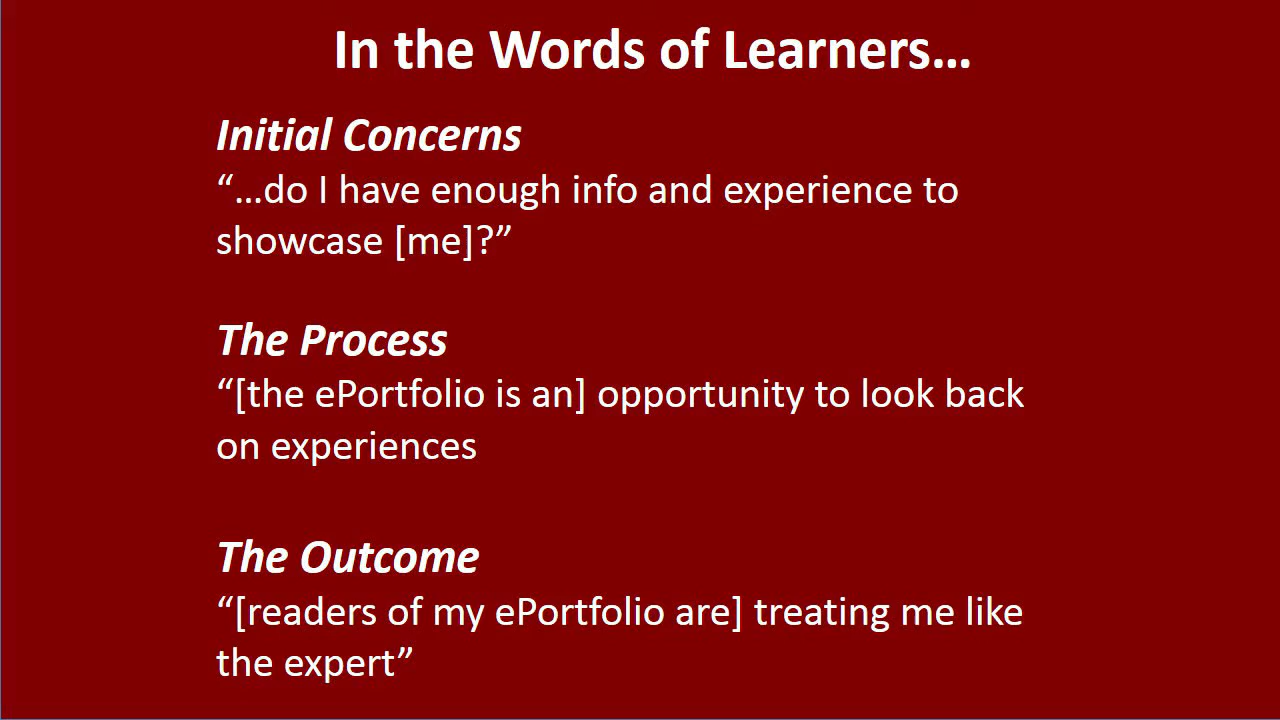 In the Words of Learners…
Initial Concerns
“…do I have enough info and experience to
showcase [me]?”
The Process
“[the ePortfolio is an] opportunity to look back
on experiences
The Outcome
“[readers of my ePortfolio are] treating me like
the expert”